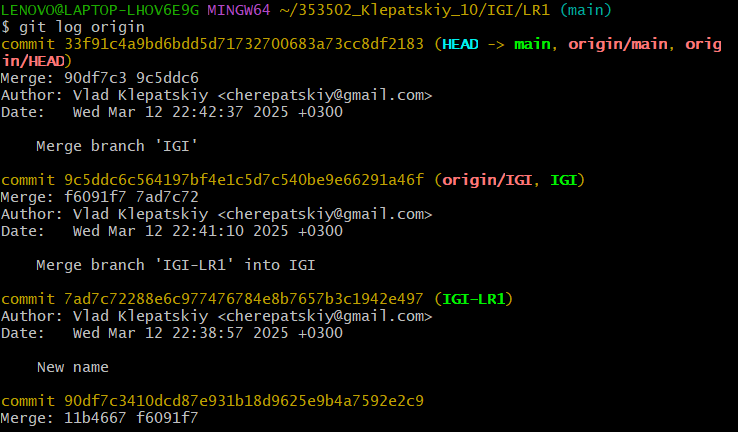 LENOVO@LAPTOP-LHOV6E9G MINGW64 ~/353502_Klepatskiy_10/IGI/LR1 (main)
$ git log origin
commit 33f91c4a9bd6bdd5d71732700683a73cc8df2183 (HEAD -> main, origin/main, orig
in/HEAD)
Merge: 90df7c3 9c5ddc6
Author: Vlad Klepatskiy <cherepatskiy@gmail.com>
Date:   Wed Mar 12 22:42:37 2025 +0300
    Merge branch 'IGI'
commit 9c5ddc6c564197bf4e1c5d7c540be9e66291a46f (origin/IGI, IGI)
Merge: f6091f7 7ad7c72
Author: Vlad Klepatskiy <cherepatskiy@gmail.com>
Date:   Wed Mar 12 22:41:10 2025 +0300
    Merge branch 'IGI-LR1' into IGI
commit 7ad7c72288e6c977476784e8b7657b3c1942e497 (IGI-LR1)
Author: Vlad Klepatskiy <cherepatskiy@gmail.com>
Date:   Wed Mar 12 22:38:57 2025 +0300
    New name
commit 90df7c3410dcd87e931b18d9625e9b4a7592e2c9
Merge: 11b4667 f6091f7